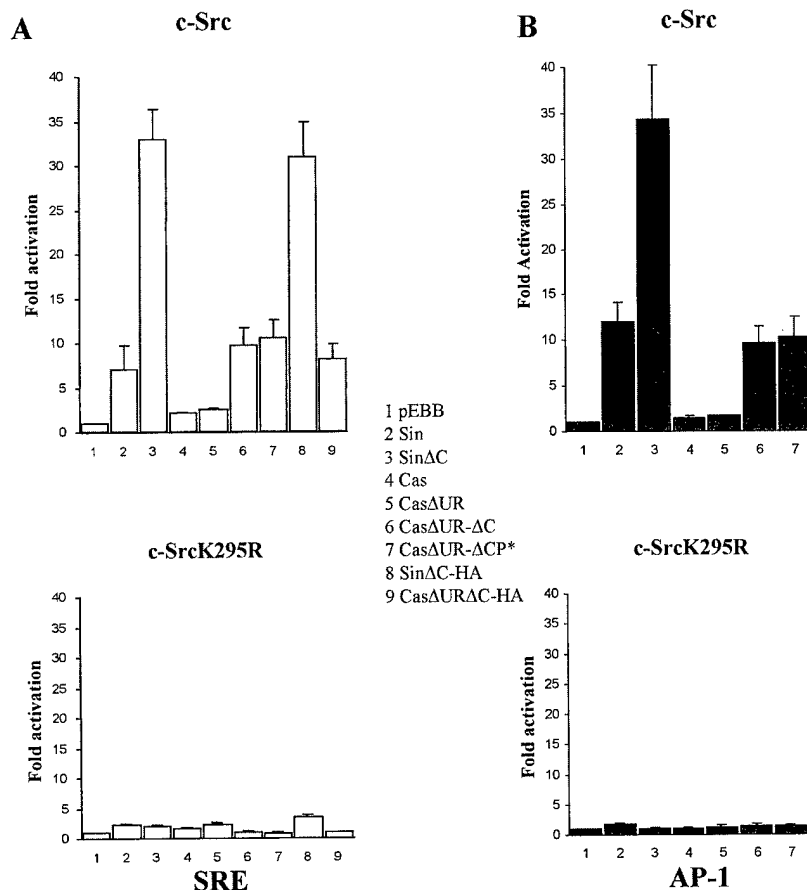 A
c-Src
Fold activation
40
35
30
25
20
15
10
5
0
1 2 3 4 5 6 7 8 9
B
c-Src
Fold Activation
40
35
30
25
20
15
10
5
0
1 2 3 4 5 6 7
1 pEBB
2 Sin
3 SinΔC
4 Cas
5 CasΔUR
6 CasΔUR-ΔC
7 CasΔUR-ΔCP*
8 SinΔC-HA
9 CasΔURΔC-HA
c-SrcK295R
Fold activation
40
35
30
25
20
15
10
5
0
1 2 3 4 5 6 7 8 9
SRE
c-SrcK295R
Fold activation
40
35
30
25
20
15
10
5
0
1 2 3 4 5 6 7
AP-1